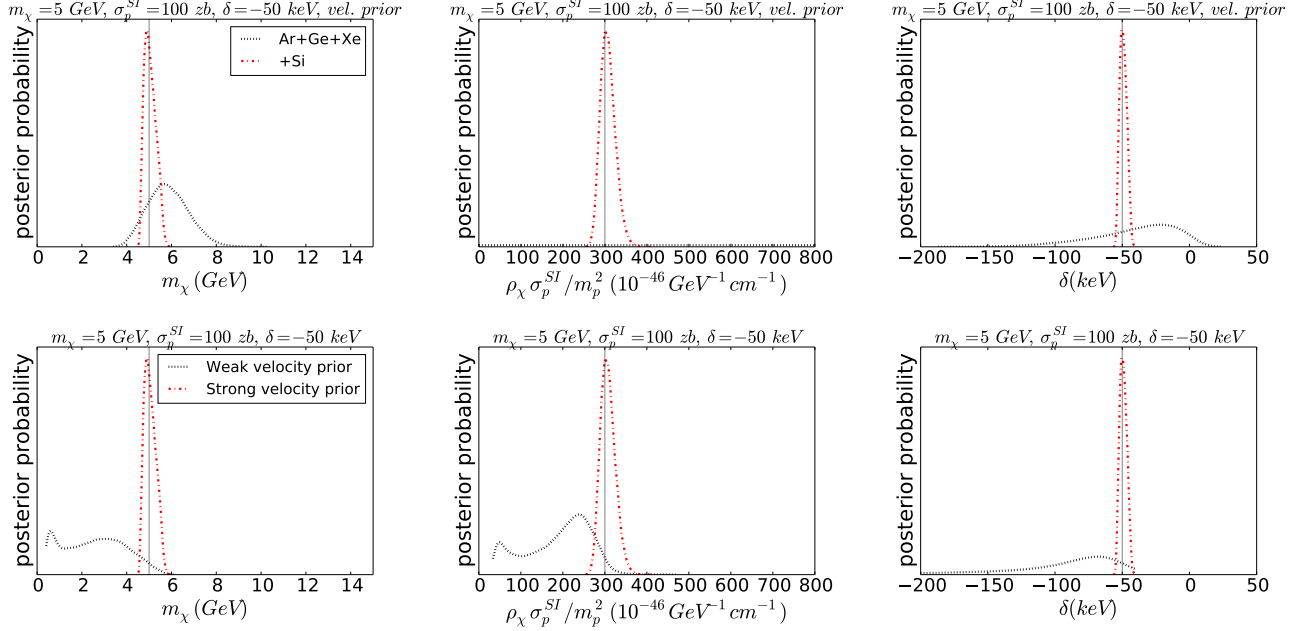 m_χ=5 GeV, σ_p^{SI}=100 zb, δ=−50 keV, vel. prior
posterior probability
Ar+Ge+Xe
+Si
0 2 4 6 8 10 12 14
m_χ (GeV)
m_χ=5 GeV, σ_p^{SI}=100 zb, δ=−50 keV, vel. prior
posterior probability
0 100 200 300 400 500 600 700 800
ρ_χ σ_p^{SI}/m_p^2 (10^{−46} GeV^{−1} cm^{−1})
m_χ=5 GeV, σ_p^{SI}=100 zb, δ=−50 keV, vel. prior
posterior probability
−200 −150 −100 −50 0 50
δ(keV)
m_χ=5 GeV, σ_p^{SI}=100 zb, δ=−50 keV
posterior probability
Weak velocity prior
Strong velocity prior
0 2 4 6 8 10 12 14
m_χ (GeV)
m_χ=5 GeV, σ_p^{SI}=100 zb, δ=−50 keV
posterior probability
0 100 200 300 400 500 600 700 800
ρ_χ σ_p^{SI}/m_p^2 (10^{−46} GeV^{−1} cm^{−1})
m_χ=5 GeV, σ_p^{SI}=100 zb, δ=−50 keV
posterior probability
−200 −150 −100 −50 0 50
δ(keV)